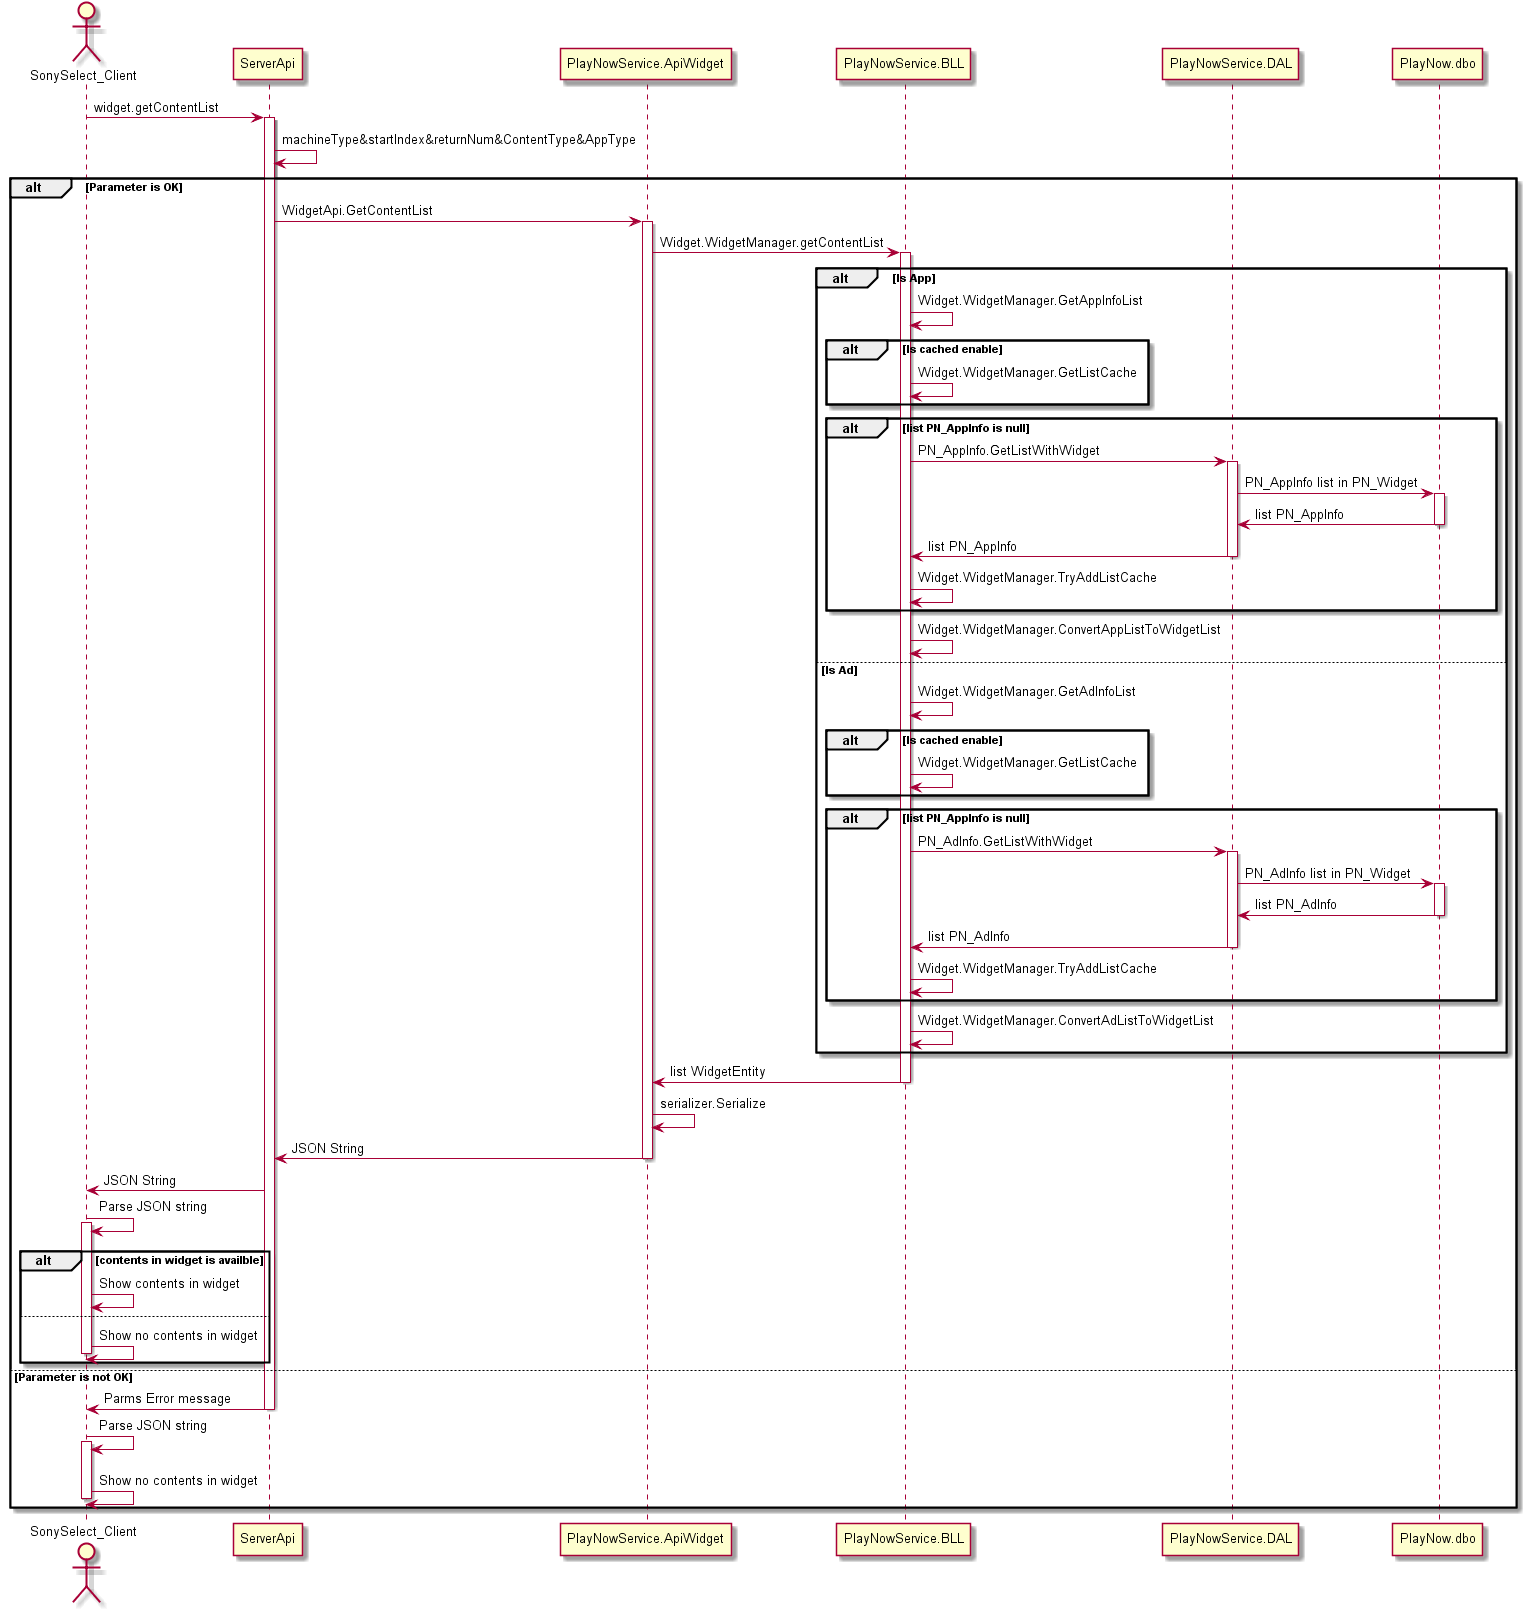 SonySelect_Client
ServerApi
PlayNowService.ApiWidget
PlayNowService.BLL
PlayNowService.DAL
PlayNow.dbo
widget.getContentList
machineType&startIndex&returnNum&ContentType&AppType
alt
[Parameter is OK]
WidgetApi.GetContentList
Widget.WidgetManager.getContentList
alt
[Is App]
Widget.WidgetManager.GetAppInfoList
alt
[Is cached enable]
Widget.WidgetManager.GetListCache
alt
[list PN_AppInfo is null]
PN_AppInfo.GetListWithWidget
PN_AppInfo list in PN_Widget
list PN_AppInfo
list PN_AppInfo
Widget.WidgetManager.TryAddListCache
Widget.WidgetManager.ConvertAppListToWidgetList
[Is Ad]
Widget.WidgetManager.GetAdInfoList
alt
[Is cached enable]
Widget.WidgetManager.GetListCache
alt
[list PN_AppInfo is null]
PN_AdInfo.GetListWithWidget
PN_AdInfo list in PN_Widget
list PN_AdInfo
list PN_AdInfo
Widget.WidgetManager.TryAddListCache
Widget.WidgetManager.ConvertAdListToWidgetList
list WidgetEntity
serializer.Serialize
JSON String
JSON String
Parse JSON string
alt
[contents in widget is availble]
Show contents in widget
Show no contents in widget
[Parameter is not OK]
Parms Error message
Parse JSON string
Show no contents in widget
SonySelect_Client
ServerApi
PlayNowService.ApiWidget
PlayNowService.BLL
PlayNowService.DAL
PlayNow.dbo